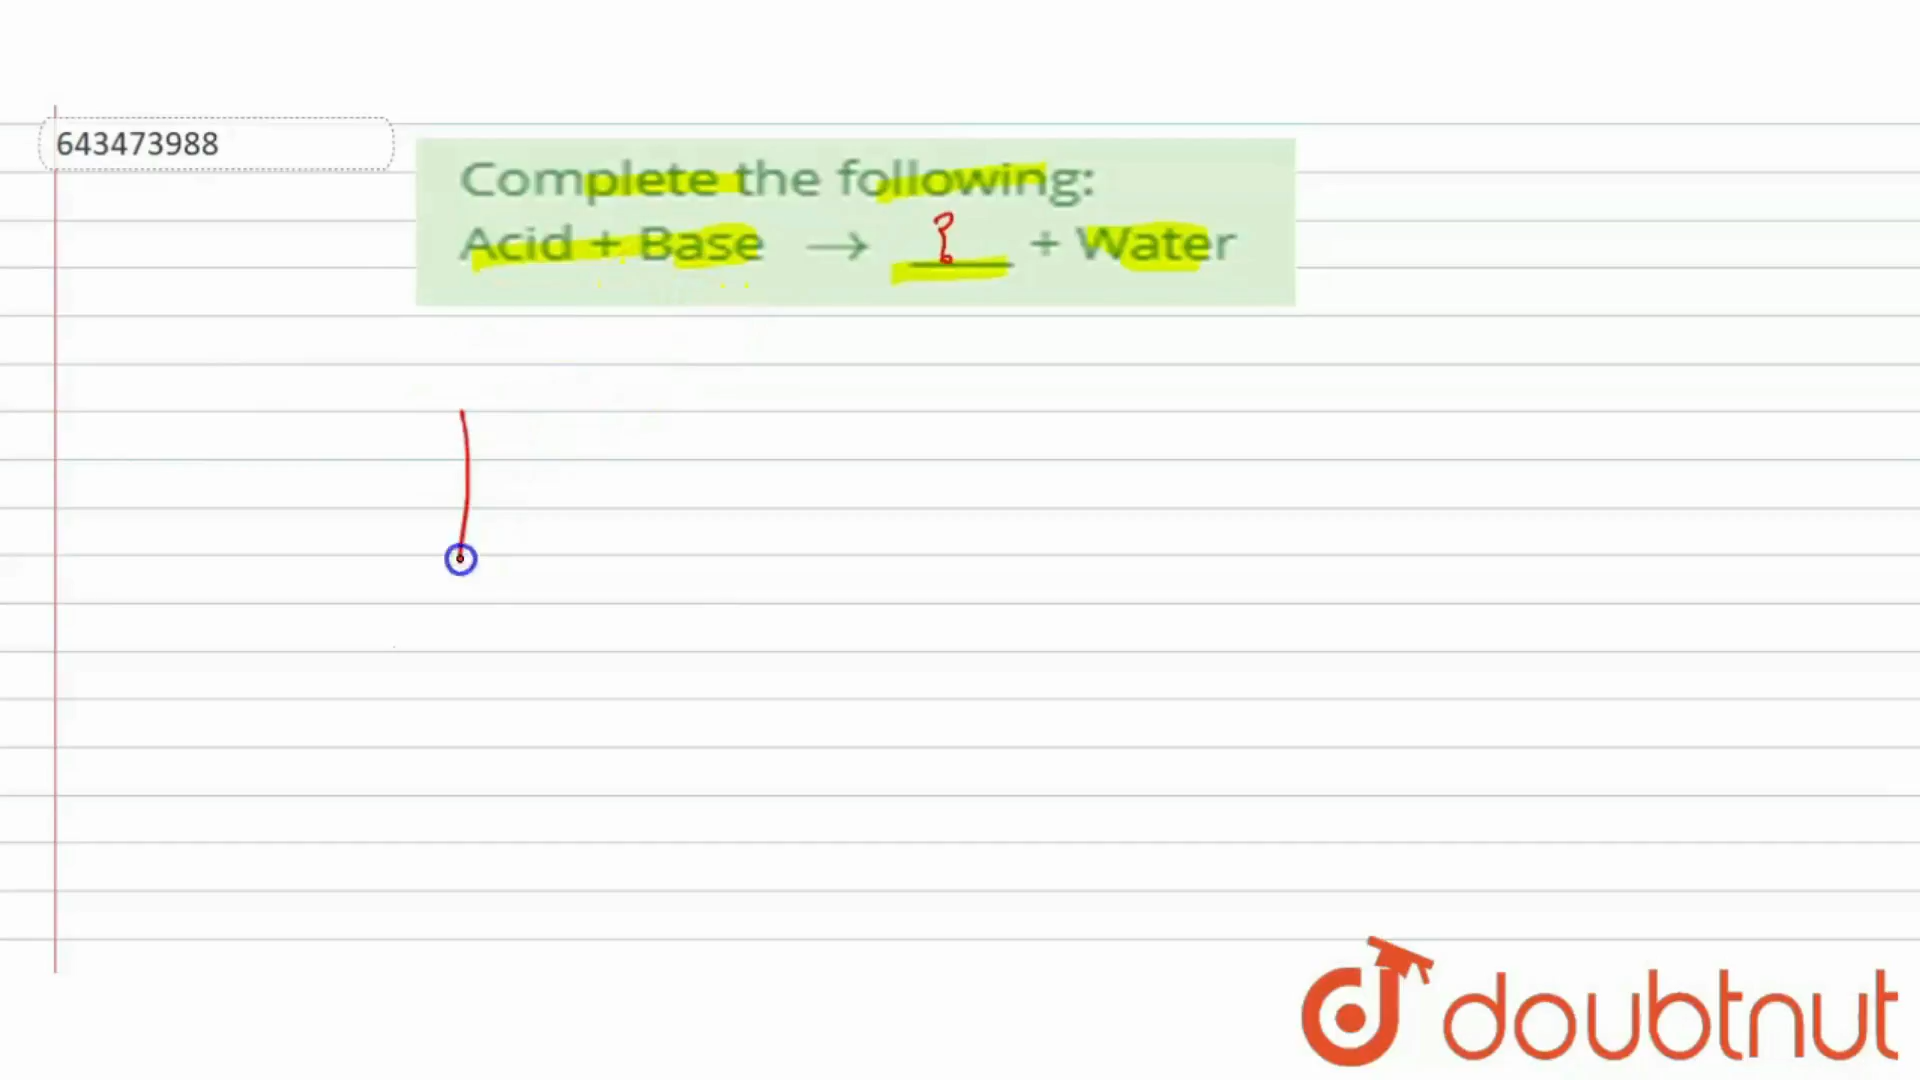 643473988
Complete the following:
Acid + Base → ? + Water
doubtnut